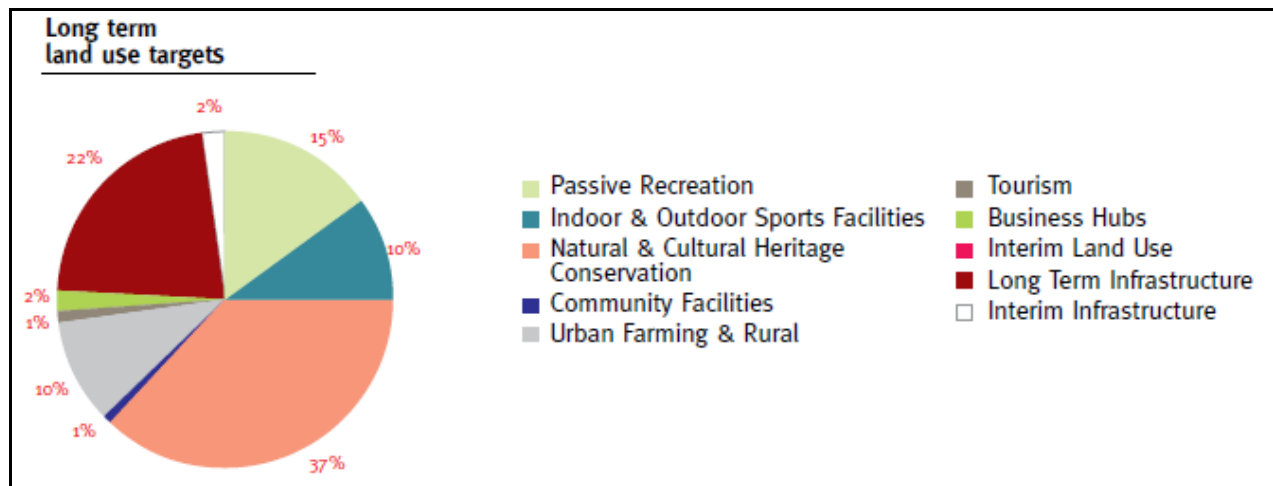 Long term
land use targets
2%
15%
22%
10%
2%
1%
10%
1%
37%
Passive Recreation
Indoor & Outdoor Sports Facilities
Natural & Cultural Heritage
Conservation
Community Facilities
Urban Farming & Rural
Tourism
Business Hubs
Interim Land Use
Long Term Infrastructure
Interim Infrastructure